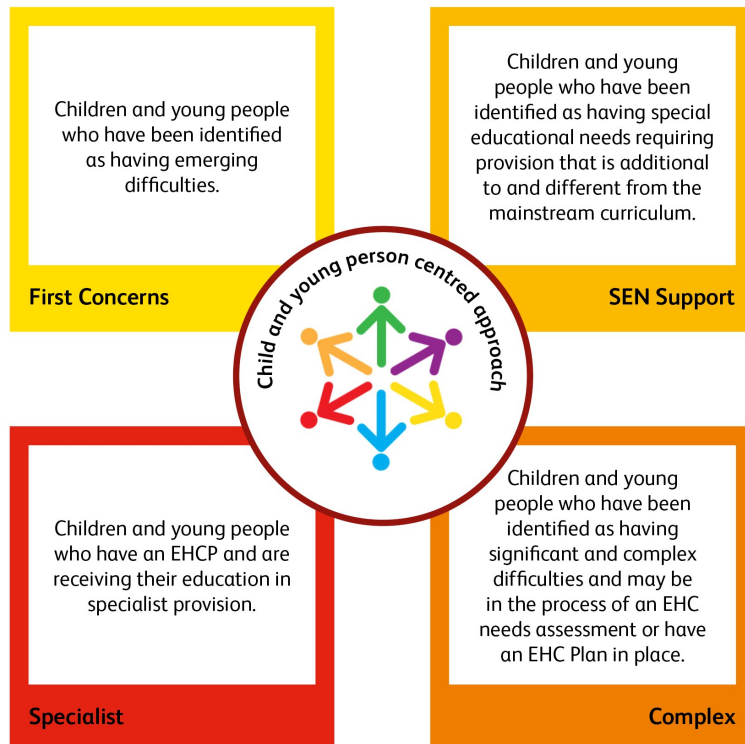 Children and young people
who have been identified
as having emerging
difficulties.
First Concerns
Children and young
people who have been
identified as having special
educational needs requiring
provision that is additional
to and different from the
mainstream curriculum.
SEN Support
Child and young person centred approach
Children and young people
who have an EHCP and are
receiving their education in
specialist provision.
Specialist
Children and young
people who have been
identified as having
significant and complex
difficulties and may be
in the process of an EHC
needs assessment or have
an EHC Plan in place.
Complex